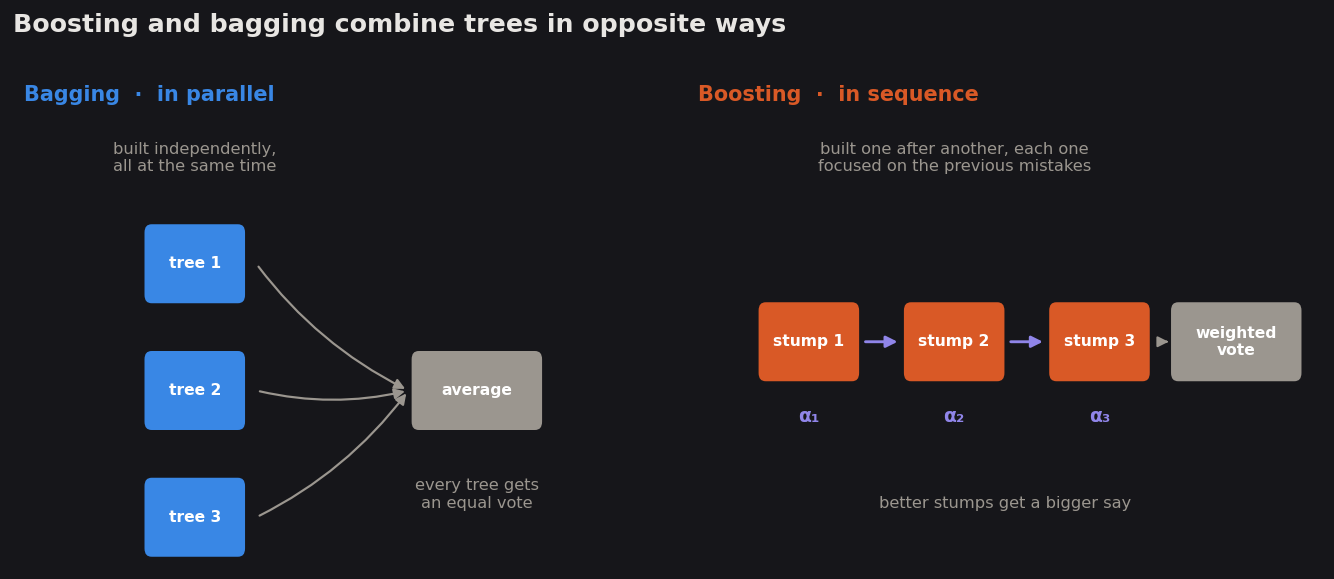 Boosting and bagging combine trees in opposite ways
Bagging · in parallel
built independently,
all at the same time
tree 1
tree 2
tree 3
average
every tree gets
an equal vote
Boosting · in sequence
built one after another, each one
focused on the previous mistakes
stump 1
stump 2
stump 3
weighted
vote
α₁
α₂
α₃
better stumps get a bigger say